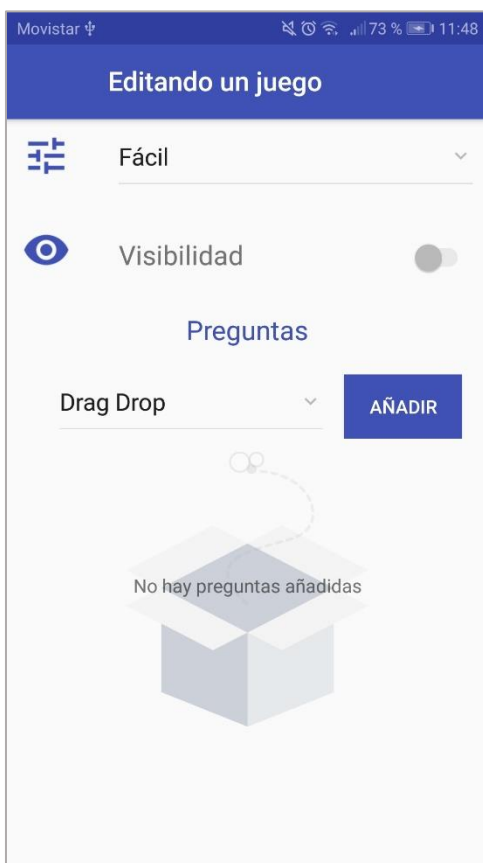 Movistar 73 % 11:48
Editando un juego
Fácil
Visibilidad
Preguntas
Drag Drop
AÑADIR
No hay preguntas añadidas